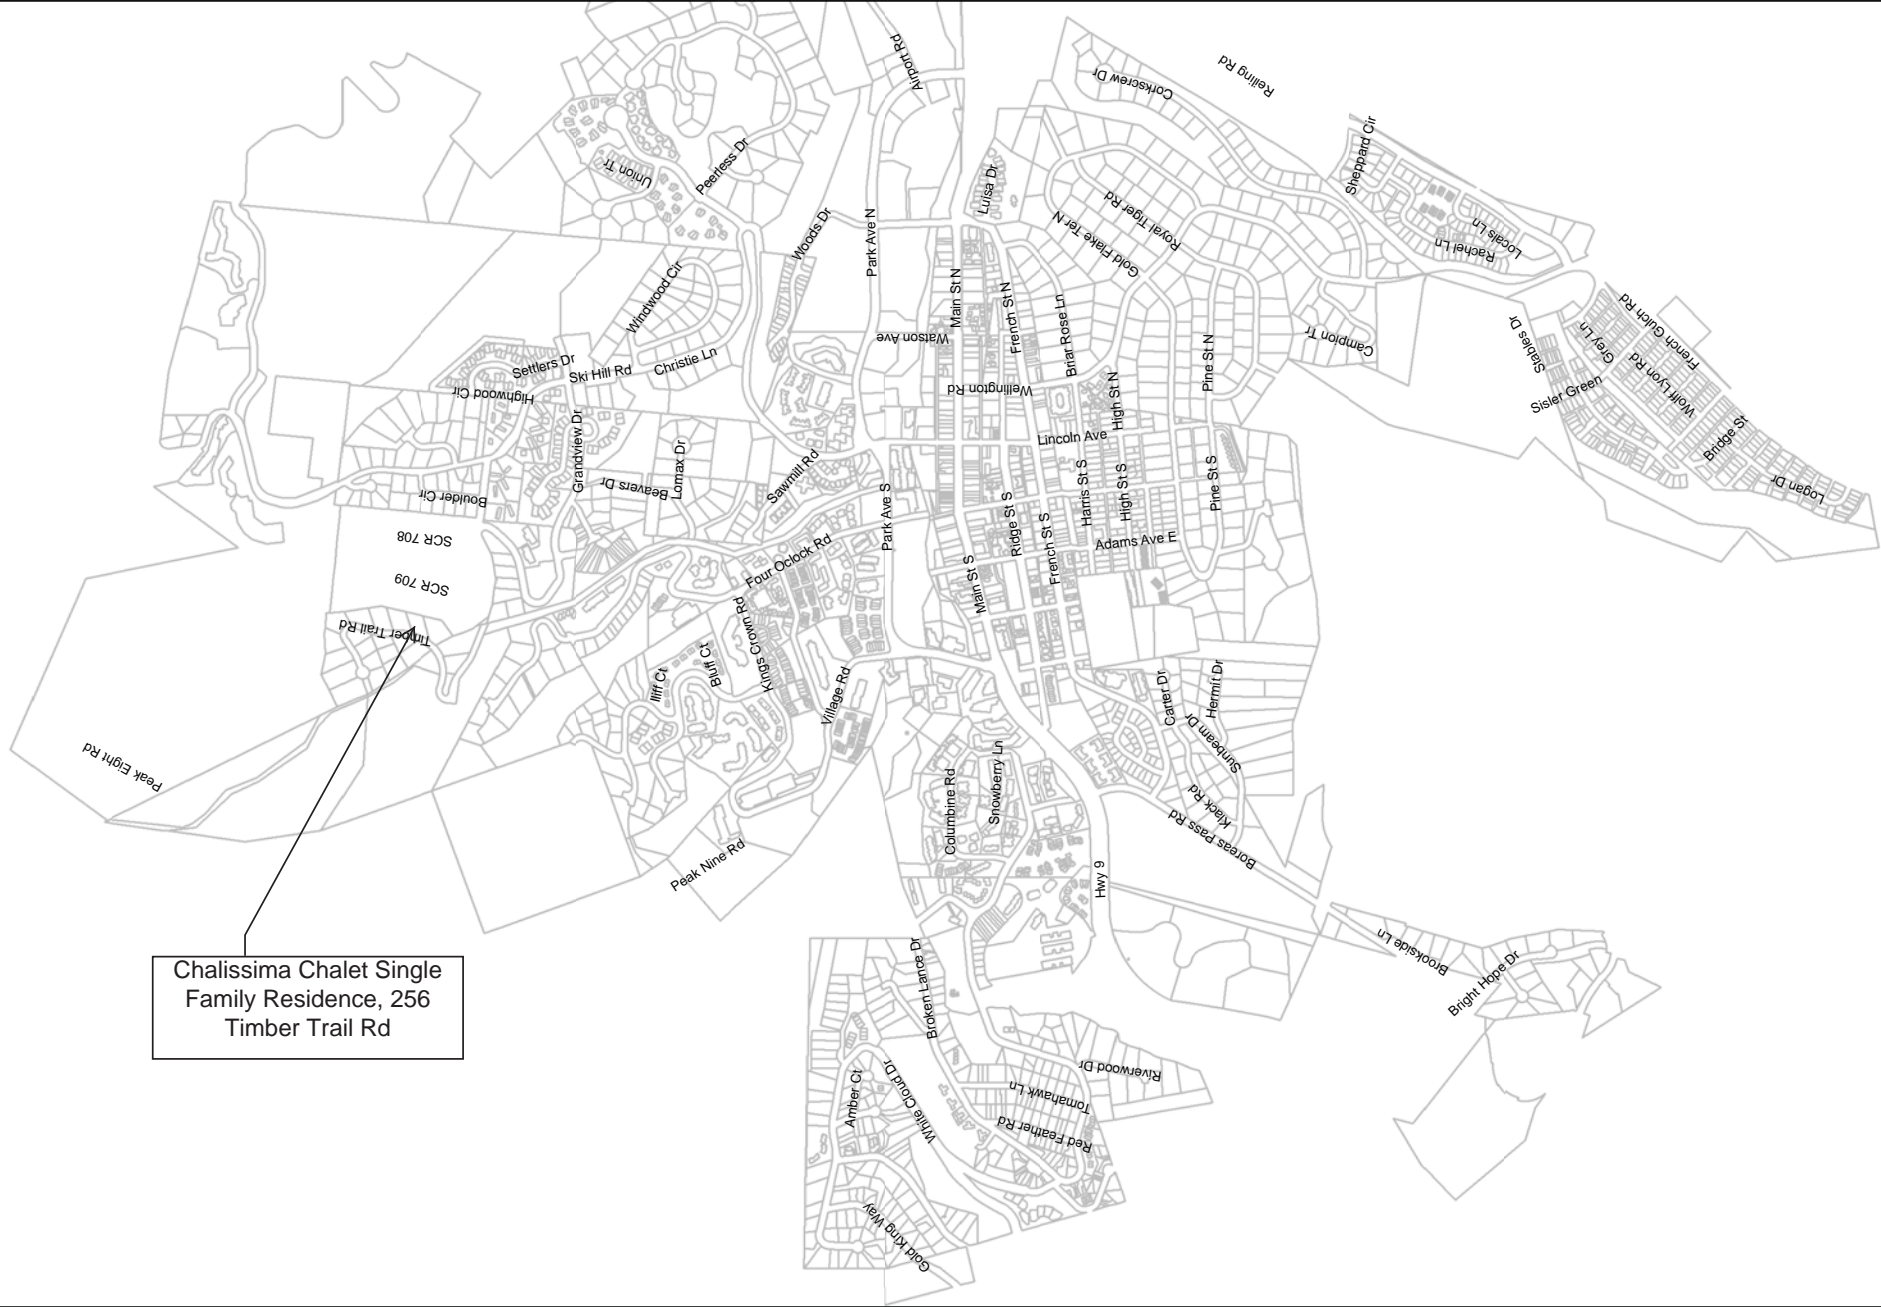 Airport Rd
Reiling Rd
Corkscrew Dr
Sheppard Cir
Peerless Dr
Union Tr
Luisa Dr
Royal Tiger Rd
Gold Flake Ter N
Locals Ln
Rachel Ln
Woods Dr
Park Ave N
Windwood Cir
Main St N
French St N
Briar Rose Ln
Watson Ave
Campion Tr
Pine St N
Stables Dr
Grey Ln
French Gulch Rd
Wolff Lyon Rd
Sisler Green
Settlers Dr
Ski Hill Rd
Christie Ln
Highwood Cir
Wellington Rd
High St N
Lincoln Ave
Bridge St
Logan Dr
Grandview Dr
Lomax Dr
Beavers Dr
Sawmill Rd
Boulder Cir
Park Ave S
Ridge St S
French St S
Harris St S
High St S
Pine St S
Adams Ave E
SCR 708
SCR 709
Four Oclock Rd
Main St S
Timber Trail Rd
Kings Crown Rd
Bluff Ct
Iliff Ct
Village Rd
Carter Dr
Hermit Dr
Sunbeam Dr
Peak Eight Rd
Columbine Rd
Snowberry Ln
Klack Rd
Boreas Pass Rd
Peak Nine Rd
Hwy 9
Brookside Ln
Bright Hope Dr
Broken Lance Dr
Chalissima Chalet Single
Family Residence, 256
Timber Trail Rd
Riverwood Dr
Tomahawk Ln
Red Feather Rd
White Cloud Dr
Amber Ct
Gold King Way